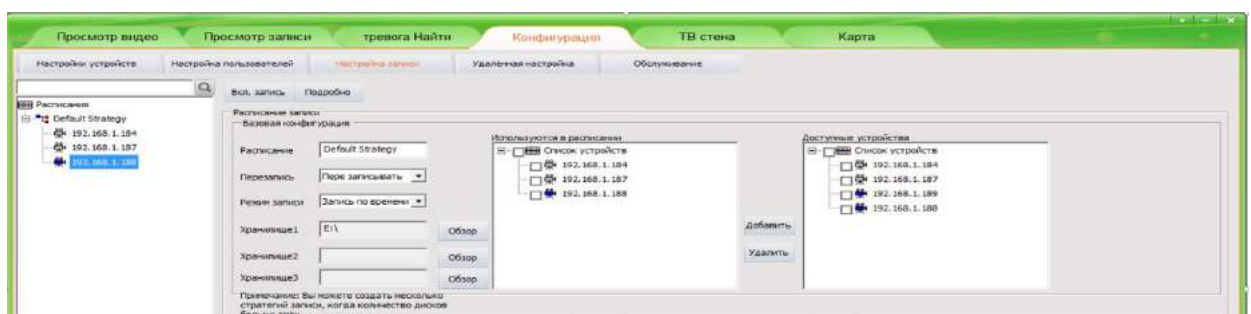 Просмотр видео Просмотр записи тревога Найти Конфигурация ТВ стена Карта
Настройки устройств Настройка пользователей Настройка записи Удалённая настройка Обслуживание
Вкл. запись Подробно
Расписания
Default Strategy
192.168.1.184
192.168.1.187
192.168.1.188
Расписание записи
Базовая конфигурация
Расписание Default Strategy
Перезапись Пере записывать
Режим записи Запись по времени
Хранилище1 E:\ Обзор
Хранилище2 Обзор
Хранилище3 Обзор
Примечание: Вы можете создать несколько
стратегий записи, когда количество дисков
Используются в расписании
Список устройств
192.168.1.184
192.168.1.187
192.168.1.188
Добавить
Удалить
Доступные устройства
Список устройств
192.168.1.184
192.168.1.187
192.168.1.189
192.168.1.188